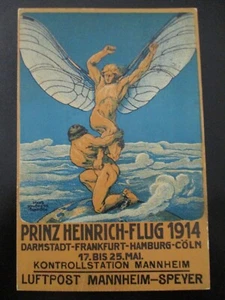 PRINZ HEINRICH-FLUG 1914
DARMSTADT-FRANKFURT-HAMBURG-CÖLN
17. BIS 25. MAI.
KONTROLLSTATION MANNHEIM
LUFTPOST MANNHEIM-SPEYER